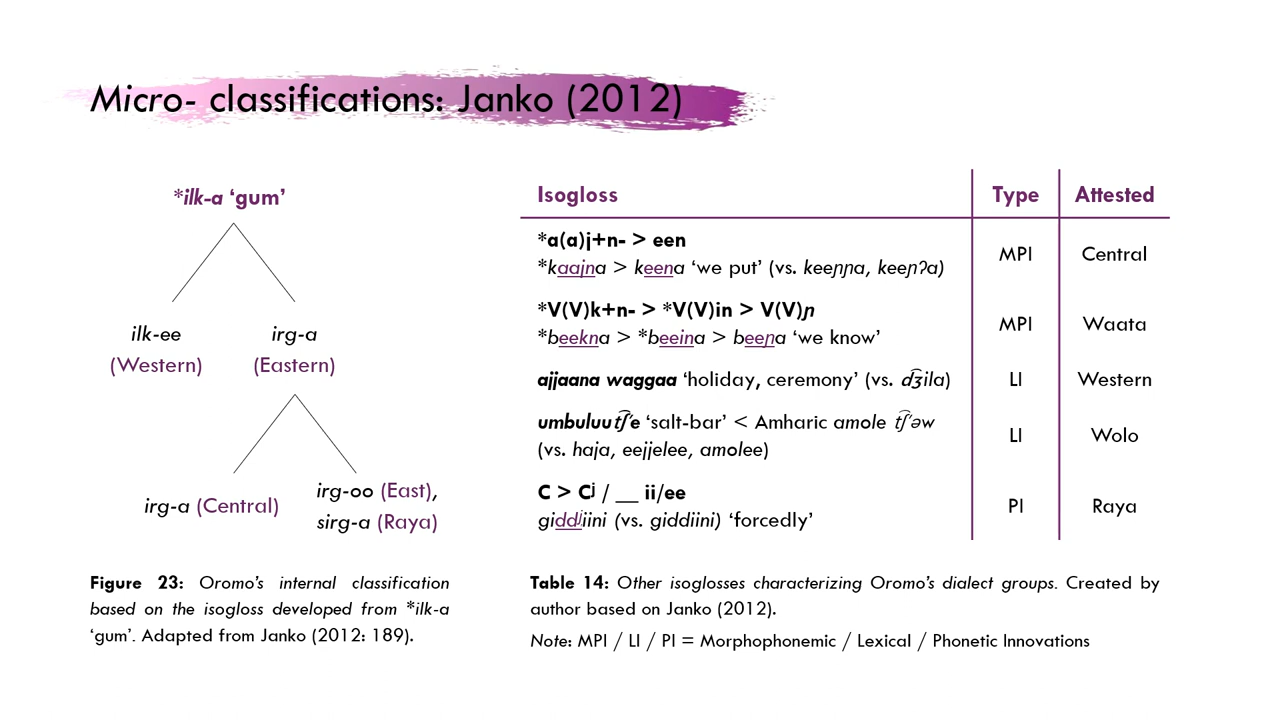 Micro- classifications: Janko (2012)
*ilk-a ‘gum’
ilk-ee
(Western)
irg-a
(Eastern)
irg-a (Central)
irg-oo (East),
sirg-a (Raya)
Figure 23: Oromo’s internal classification
based on the isogloss developed from *ilk-a
‘gum’. Adapted from Janko (2012: 189).
Isogloss Type Attested
*a(a)j+n- > een
*kaajna > keena ‘we put’ (vs. keeɲɲa, keeɲʔa) MPI Central
*V(V)k+n- > *V(V)in > V(V)ɲ
*beekna > *beeina > beeɲa ‘we know’ MPI Waata
ajjaana waggaa ‘holiday, ceremony’ (vs. d͡ʒila) LI Western
umbuluut͡ʃ’e ‘salt-bar’ < Amharic amole t͡ʃ’əw
(vs. haja, eejjelee, amolee) LI Wolo
C > Cʲ / __ ii/ee
giddʲiini (vs. giddiini) ‘forcedly’ PI Raya
Table 14: Other isoglosses characterizing Oromo’s dialect groups. Created by
author based on Janko (2012).
Note: MPI / LI / PI = Morphophonemic / Lexical / Phonetic Innovations